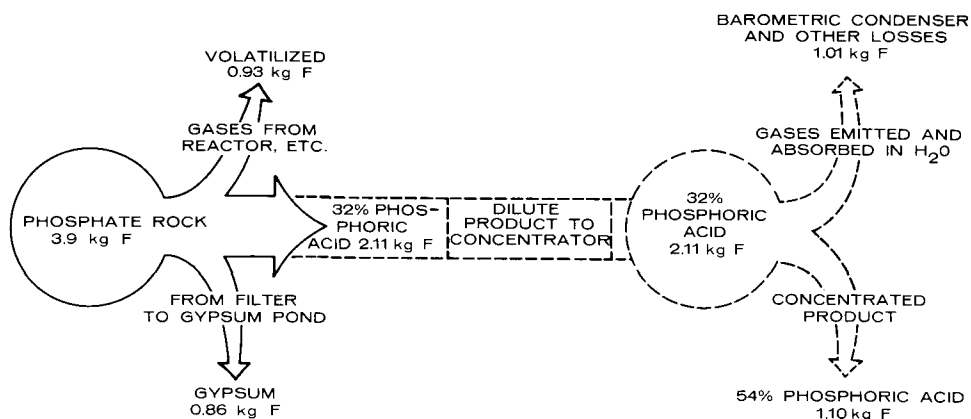 VOLATILIZED
0.93 kg F
GASES FROM
REACTOR, ETC.
PHOSPHATE ROCK
3.9 kg F
FROM FILTER
TO GYPSUM POND
GYPSUM
0.86 kg F
32% PHOS-
PHORIC
ACID 2.11 kg F
DILUTE
PRODUCT TO
CONCENTRATOR
32%
PHOSPHORIC
ACID
2.11 kg F
BAROMETRIC CONDENSER
AND OTHER LOSSES
1.01 kg F
GASES EMITTED AND
ABSORBED IN H₂O
CONCENTRATED
PRODUCT
54% PHOSPHORIC ACID
1.10 kg F